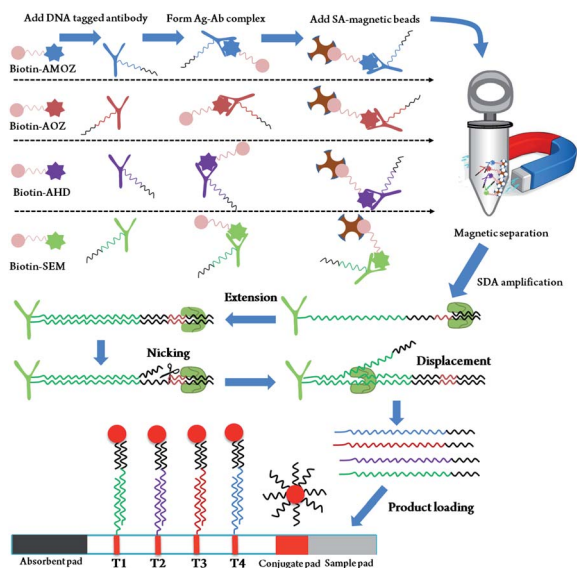 Add DNA tagged antibody
Form Ag-Ab complex
Add SA-magnetic beads
Biotin-AMOZ
Biotin-AOZ
Biotin-AHD
Biotin-SEM
Magnetic separation
SDA amplification
Extension
Nicking
Displacement
Product loading
Absorbent pad
T1
T2
T3
T4
Conjugate pad
Sample pad